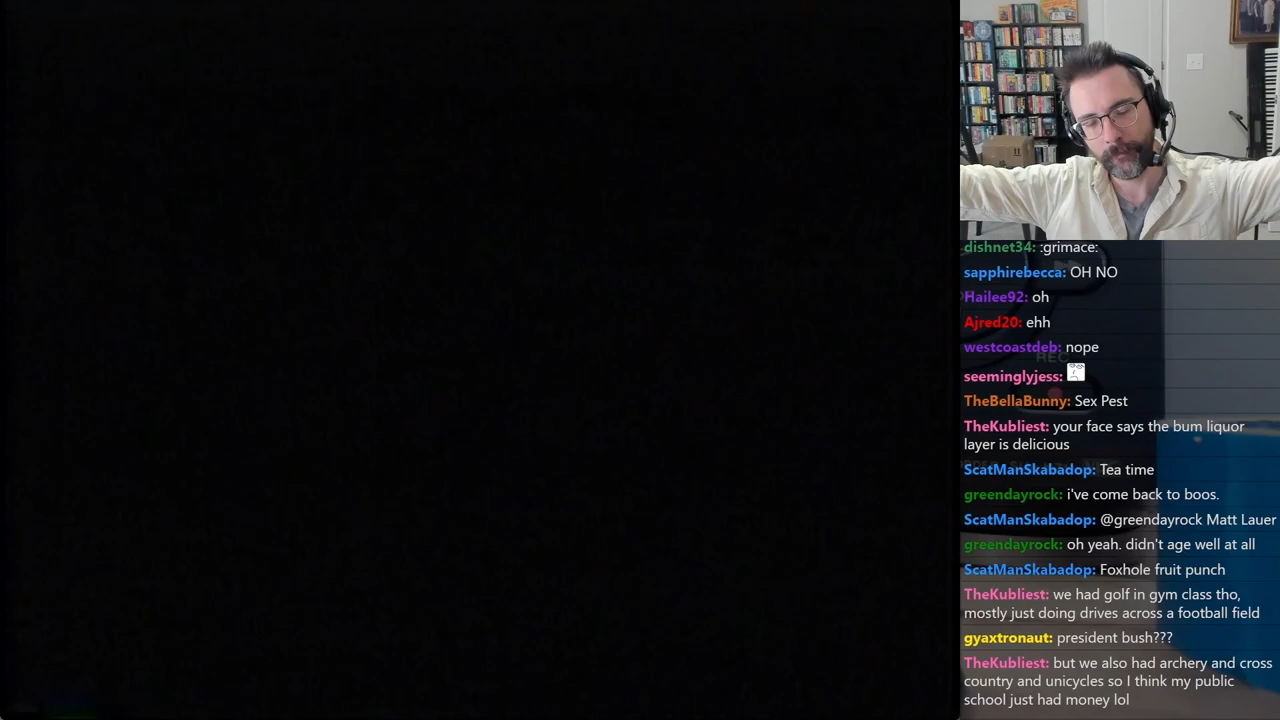 dishnet34: :grimace:
sapphirebecca: OH NO
Hailee92: oh
Ajred20: ehh
westcoastdeb: nope
REC
seeminglyjess:
TheBellaBunny: Sex Pest
TheKubliest: your face says the bum liquor
layer is delicious
ScatManSkabadop: Tea time
greendayrock: i've come back to boos.
ScatManSkabadop: @greendayrock Matt Lauer
greendayrock: oh yeah. didn't age well at all
ScatManSkabadop: Foxhole fruit punch
TheKubliest: we had golf in gym class tho,
mostly just doing drives across a football field
gyaxtronaut: president bush???
TheKubliest: but we also had archery and cross
country and unicycles so I think my public
school just had money lol